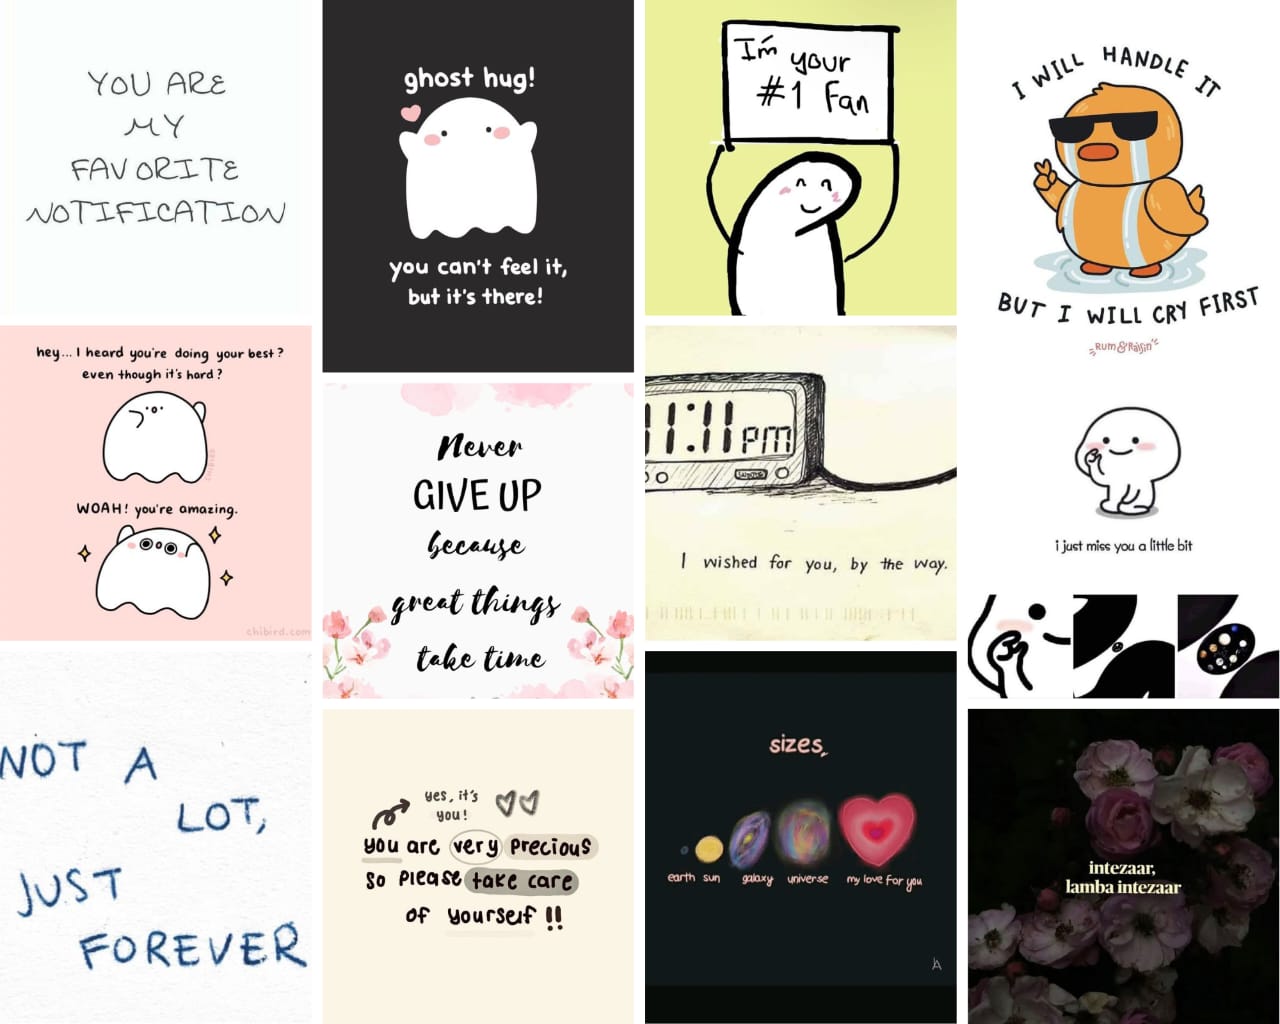 YOU ARE
MY
FAVORITE
NOTIFICATION
hey... I heard you're doing your best?
even though it's hard?
CHIBIRD
WOAH! you're amazing.
chibird.com
NOT A
LOT,
JUST
FOREVER
ghost hug!
you can't feel it,
but it's there!
Never
GIVE UP
because
great things
take time
yes, it's
you!
you are very precious
so please take care
of yourself !!
I'm your
#1 Fan
11:11 pm
I wished for you, by the way.
sizes,
earth sun galaxy universe my love for you
I WILL HANDLE IT
BUT I WILL CRY FIRST
Rum&Raisin
i just miss you a little bit
intezaar,
lamba intezaar